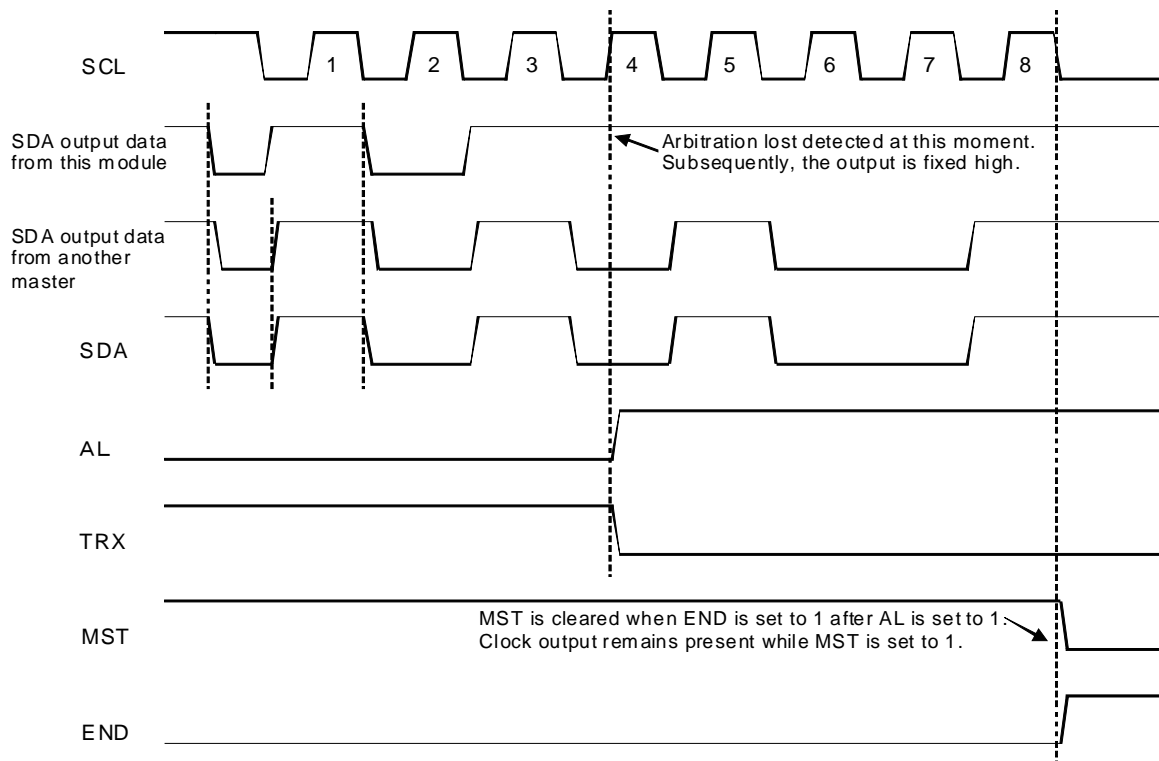 SCL
1 2 3 4 5 6 7 8
SDA output data
from this module
Arbitration lost detected at this moment.
Subsequently, the output is fixed high.
SDA output data
from another
master
SDA
AL
TRX
MST
MST is cleared when END is set to 1 after AL is set to 1.
Clock output remains present while MST is set to 1.
END